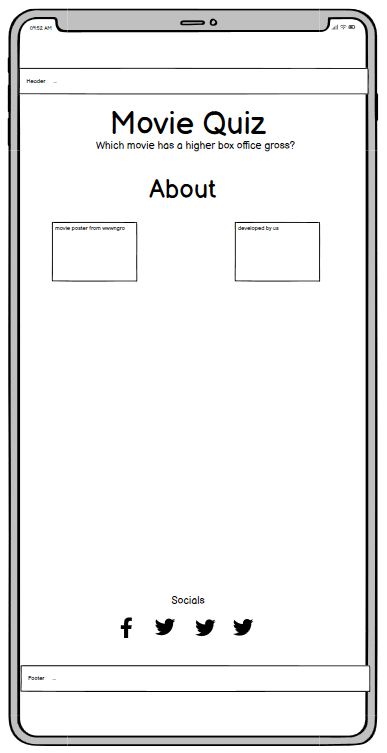 09:52 AM
Header ...
Movie Quiz
Which movie has a higher box office gross?
About
movie poster from wwwngro
developed by us
Socials
Footer ...